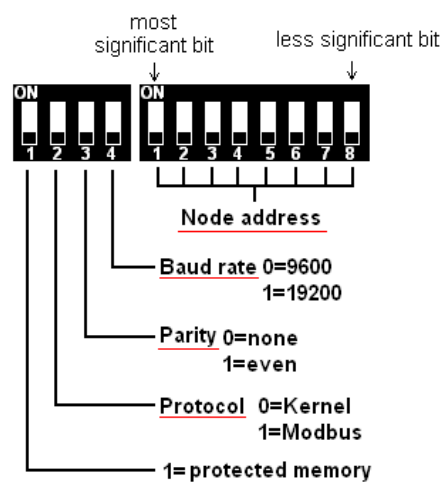 most
significant bit
less significant bit
ON
1 2 3 4
ON
1 2 3 4 5 6 7 8
Node address
Baud rate 0=9600
1=19200
Parity 0=none
1=even
Protocol 0=Kernel
1=Modbus
1= protected memory